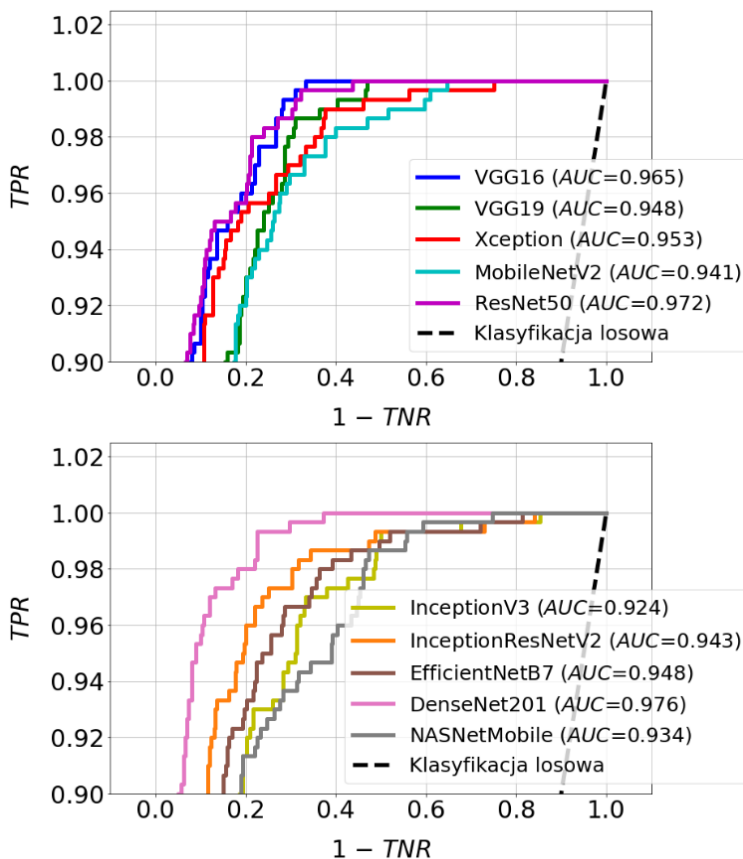 1.02
1.00
0.98
0.96
0.94
0.92
0.90
TPR
VGG16 (AUC=0.965)
VGG19 (AUC=0.948)
Xception (AUC=0.953)
MobileNetV2 (AUC=0.941)
ResNet50 (AUC=0.972)
Klasyfikacja losowa
0.0 0.2 0.4 0.6 0.8 1.0
1 − TNR
1.02
1.00
0.98
0.96
0.94
0.92
0.90
TPR
InceptionV3 (AUC=0.924)
InceptionResNetV2 (AUC=0.943)
EfficientNetB7 (AUC=0.948)
DenseNet201 (AUC=0.976)
NASNetMobile (AUC=0.934)
Klasyfikacja losowa
0.0 0.2 0.4 0.6 0.8 1.0
1 − TNR